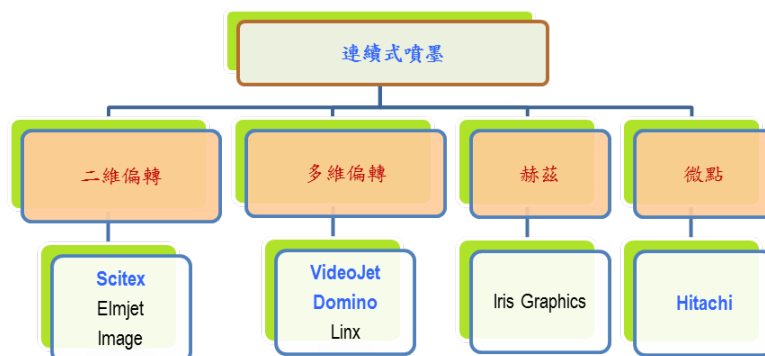 連續式噴墨
二維偏轉
多維偏轉
赫茲
微點
Scitex
Elmjet
Image
VideoJet
Domino
Linx
Iris Graphics
Hitachi